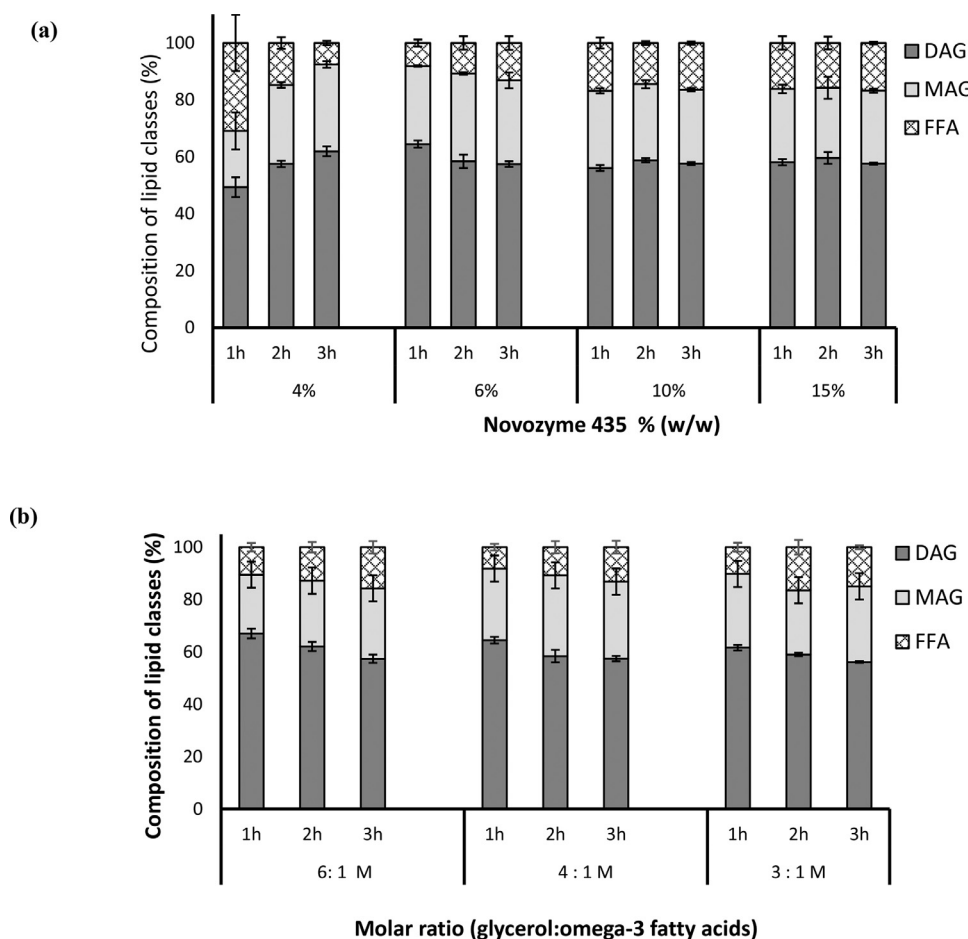 (a)
Composition of lipid classes (%)
100
80
60
40
20
0
DAG
MAG
FFA
1h 2h 3h 1h 2h 3h 1h 2h 3h 1h 2h 3h
4% 6% 10% 15%
Novozyme 435 % (w/w)
(b)
Composition of lipid classes (%)
100
80
60
40
20
0
DAG
MAG
FFA
1h 2h 3h 1h 2h 3h 1h 2h 3h
6: 1 M 4 : 1 M 3 : 1 M
Molar ratio (glycerol:omega-3 fatty acids)